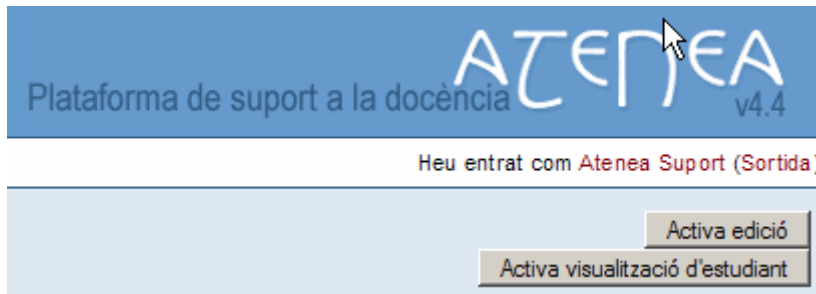 ATENEA
Plataforma de suport a la docència
v4.4
Heu entrat com Atenea Suport (Sortida)
Activa edició
Activa visualització d'estudiant